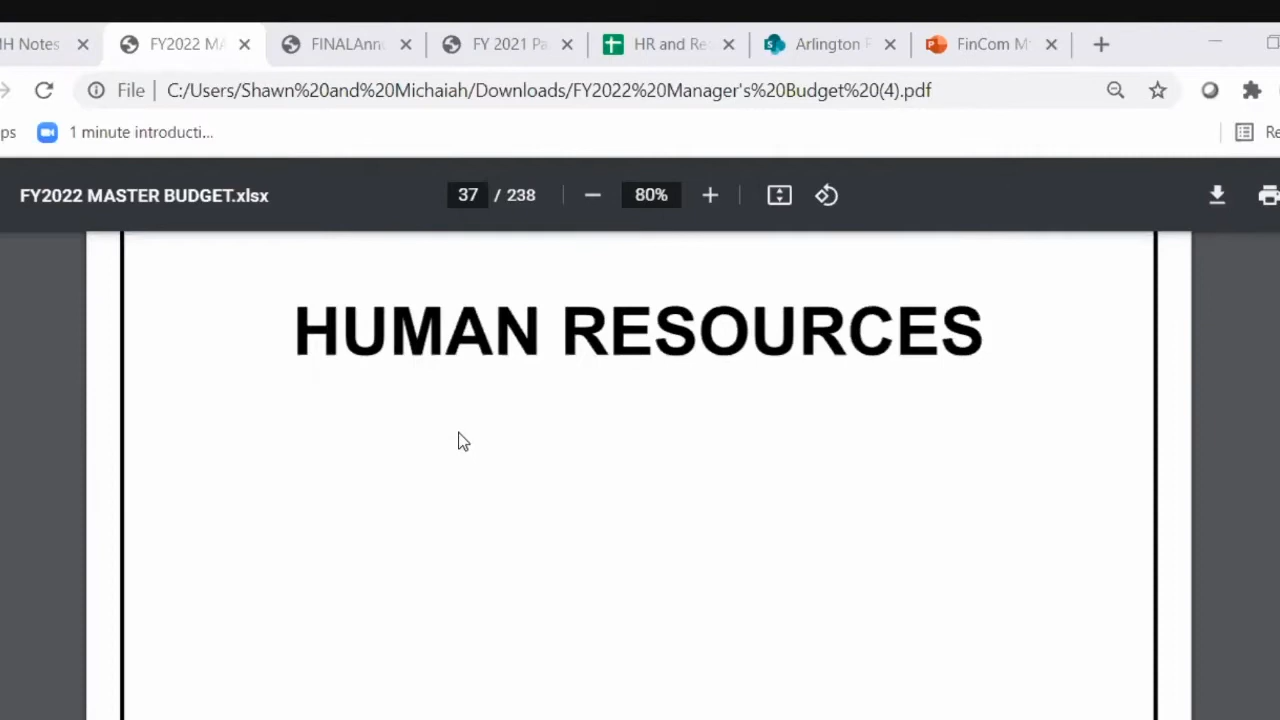 H Notes FY2022 MA FINALAnn FY 2021 Pa HR and Re Arlington F FinCom M
File C:/Users/Shawn%20and%20Michaiah/Downloads/FY2022%20Manager's%20Budget%20(4).pdf
ps 1 minute introducti... Re
FY2022 MASTER BUDGET.xlsx 37 / 238 80%
HUMAN RESOURCES